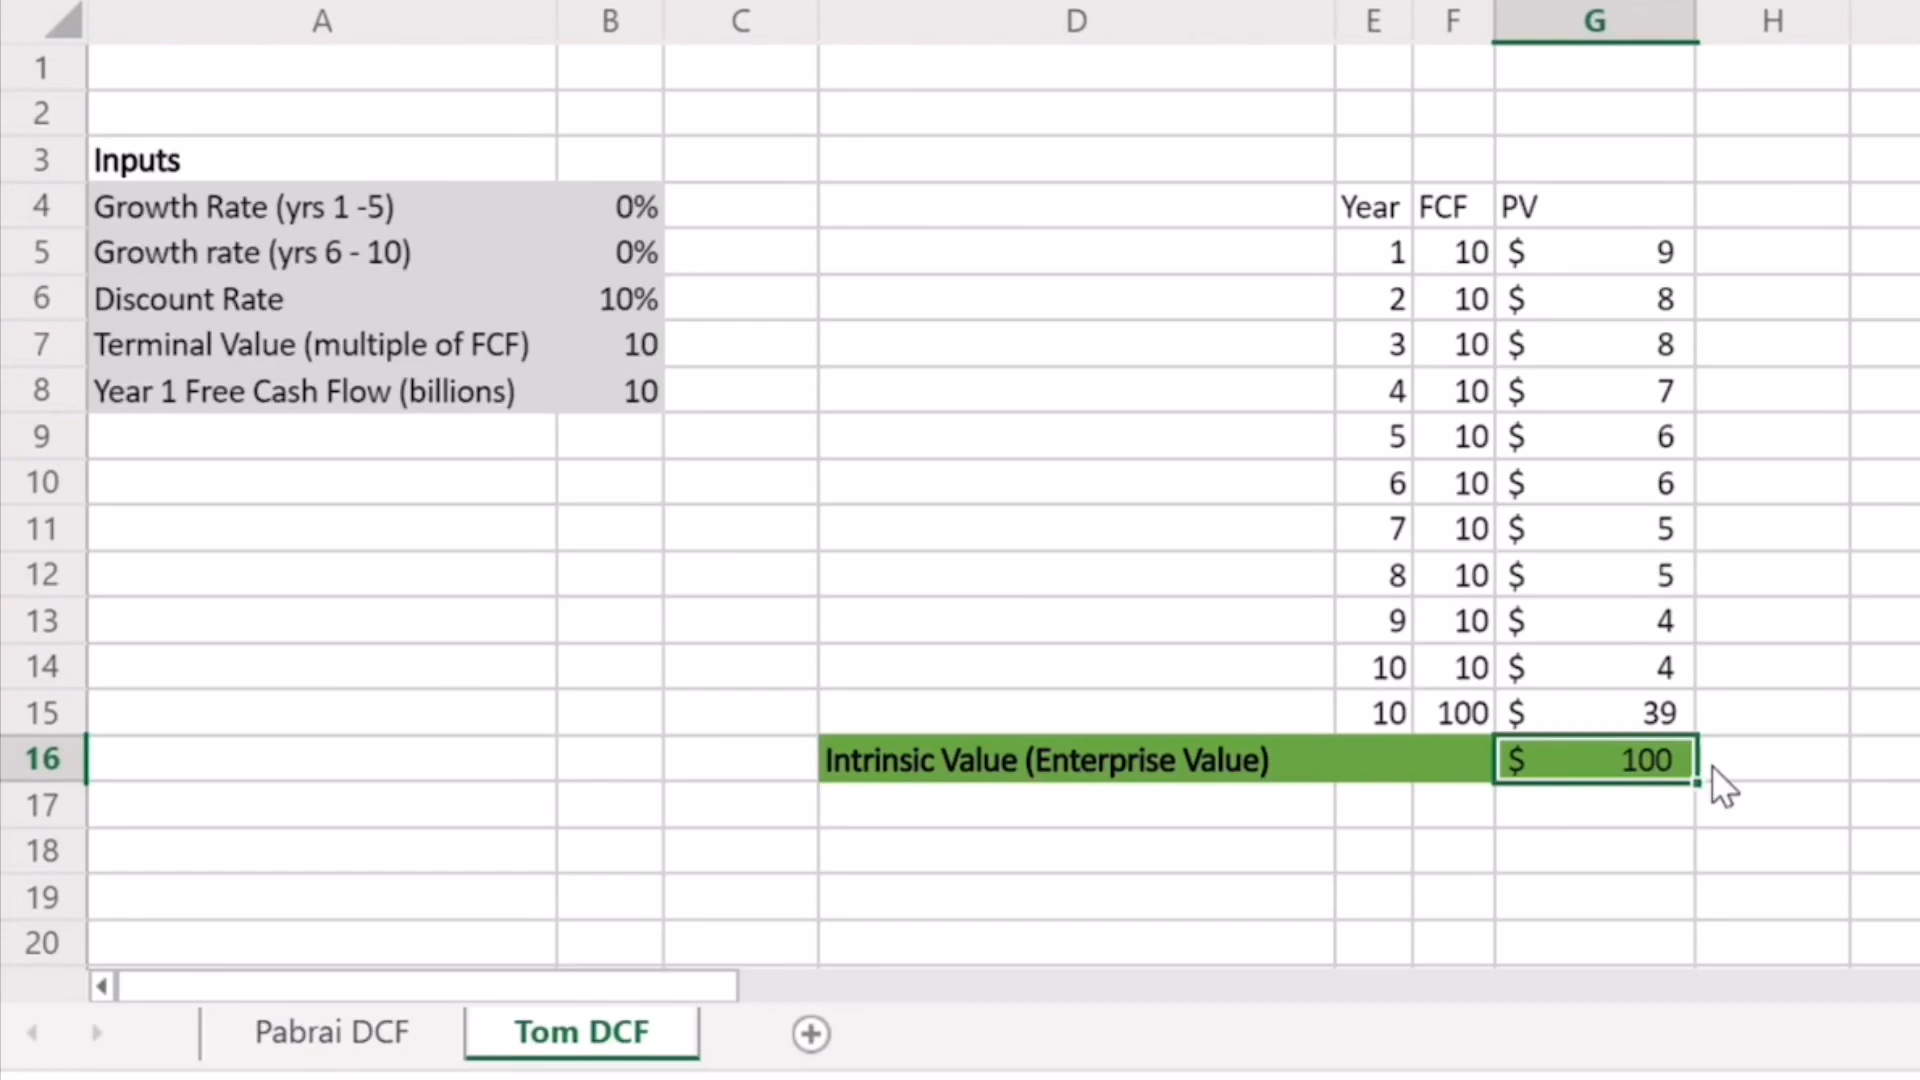 A B C D E F G H
1
2
3 Inputs
4 Growth Rate (yrs 1 -5) 0% Year FCF PV
5 Growth rate (yrs 6 - 10) 0% 1 10 $ 9
6 Discount Rate 10% 2 10 $ 8
7 Terminal Value (multiple of FCF) 10 3 10 $ 8
8 Year 1 Free Cash Flow (billions) 10 4 10 $ 7
9 5 10 $ 6
10 6 10 $ 6
11 7 10 $ 5
12 8 10 $ 5
13 9 10 $ 4
14 10 10 $ 4
15 10 100 $ 39
16 Intrinsic Value (Enterprise Value) $ 100
17
18
19
20
Pabrai DCF Tom DCF